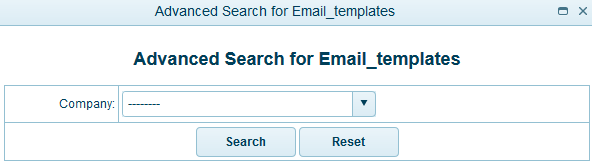 Advanced Search for Email_templates
Advanced Search for Email_templates
Company: --------
Search Reset